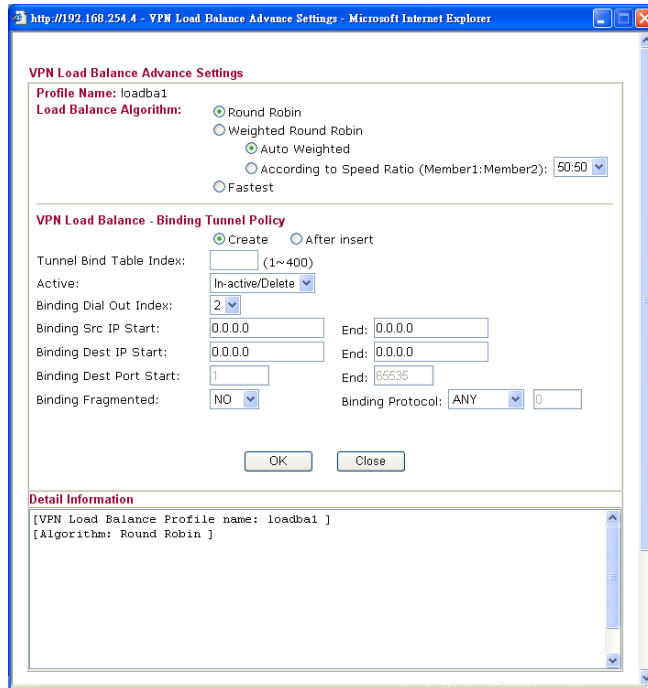 http://192.168.254.4 - VPN Load Balance Advance Settings - Microsoft Internet Explorer
VPN Load Balance Advance Settings
Profile Name: loadba1
Load Balance Algorithm: Round Robin
Weighted Round Robin
Auto Weighted
According to Speed Ratio (Member1:Member2): 50:50
Fastest
VPN Load Balance - Binding Tunnel Policy
Create After insert
Tunnel Bind Table Index: (1~400)
Active: In-active/Delete
Binding Dial Out Index: 2
Binding Src IP Start: 0.0.0.0 End: 0.0.0.0
Binding Dest IP Start: 0.0.0.0 End: 0.0.0.0
Binding Dest Port Start: 1 End: 65535
Binding Fragmented: NO Binding Protocol: ANY 0
OK Close
Detail Information
[VPN Load Balance Profile name: loadba1 ]
[Algorithm: Round Robin ]